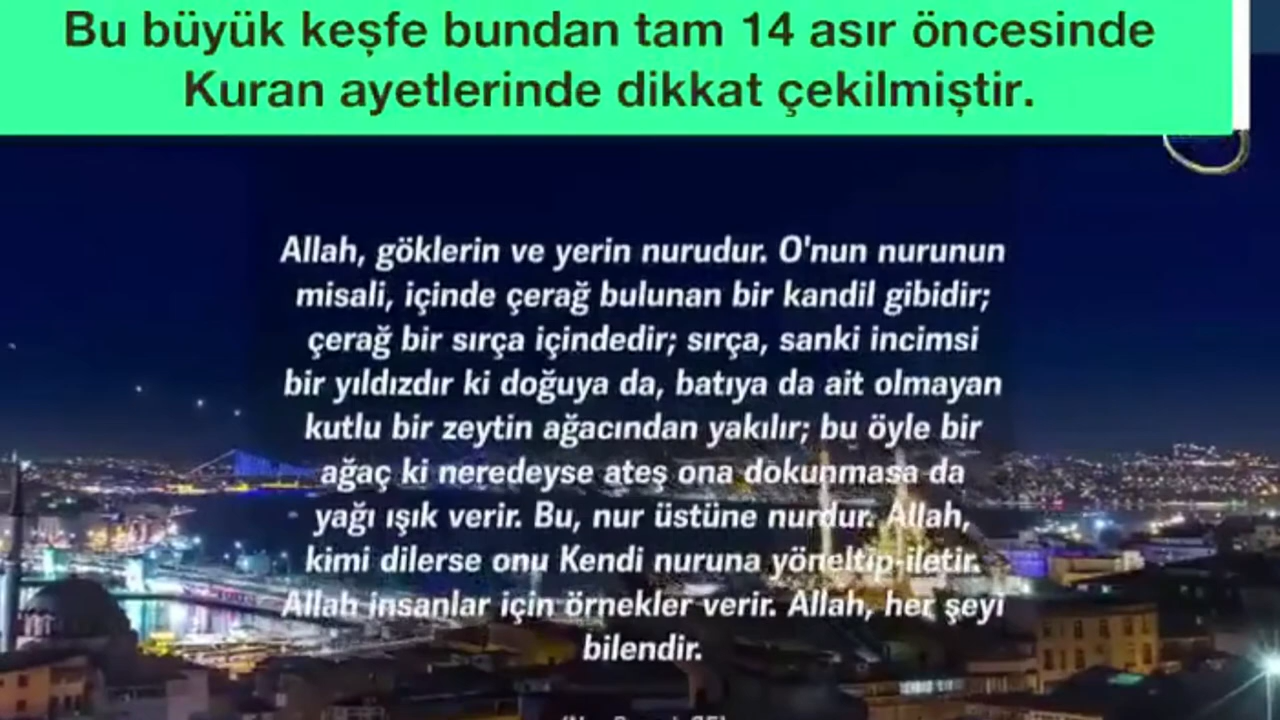 Bu büyük keşfe bundan tam 14 asır öncesinde
Kuran ayetlerinde dikkat çekilmiştir.
Allah, göklerin ve yerin nurudur. O'nun nurunun
misali, içinde çerağ bulunan bir kandil gibidir;
çerağ bir sırça içindedir; sırça, sanki incimsi
bir yıldızdır ki doğuya da, batıya da ait olmayan
kutlu bir zeytin ağacından yakılır; bu öyle bir
ağaç ki neredeyse ateş ona dokunmasa da
yağı ışık verir. Bu, nur üstüne nurdur. Allah,
kimi dilerse onu Kendi nuruna yöneltip-iletir.
Allah insanlar için örnekler verir. Allah, her şeyi
bilendir.